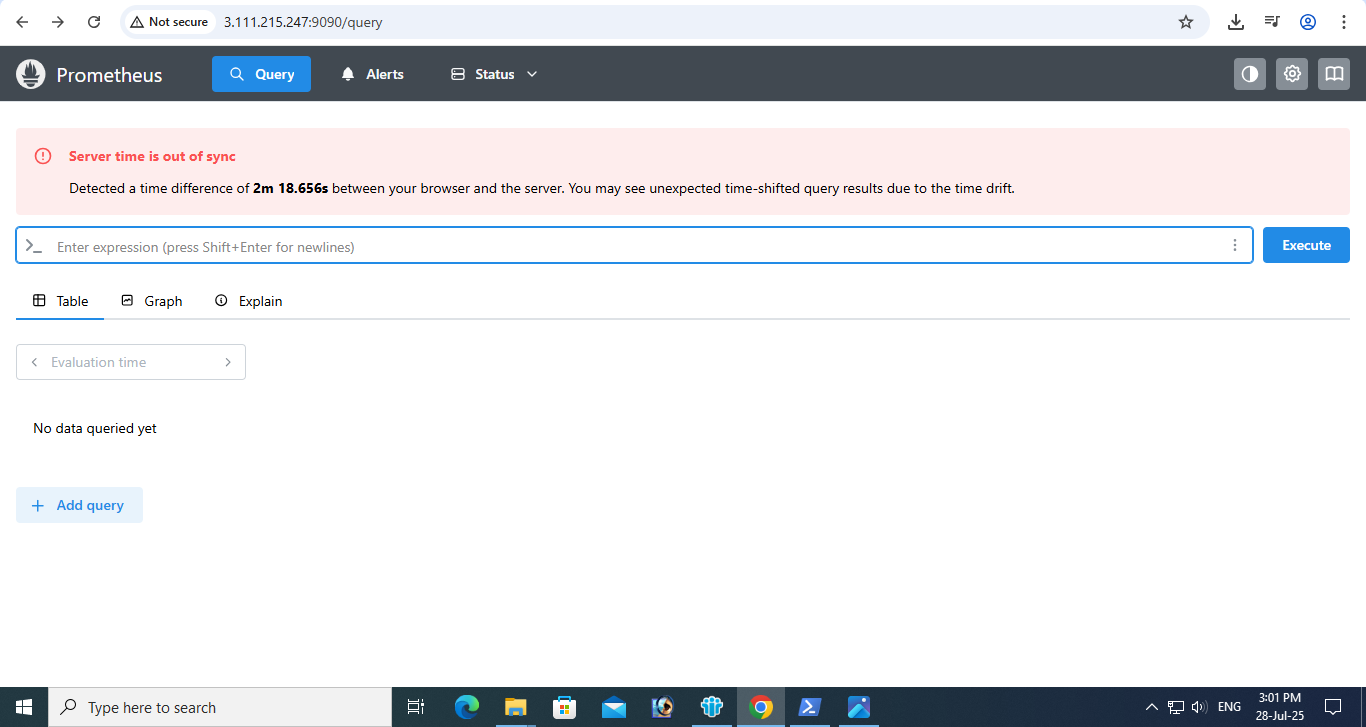 Not secure 3.111.215.247:9090/query
Prometheus Query Alerts Status
Server time is out of sync
Detected a time difference of 2m 18.656s between your browser and the server. You may see unexpected time-shifted query results due to the time drift.
>_ Enter expression (press Shift+Enter for newlines) Execute
Table Graph Explain
Evaluation time
No data queried yet
+ Add query
Type here to search ENG 3:01 PM
28-Jul-25